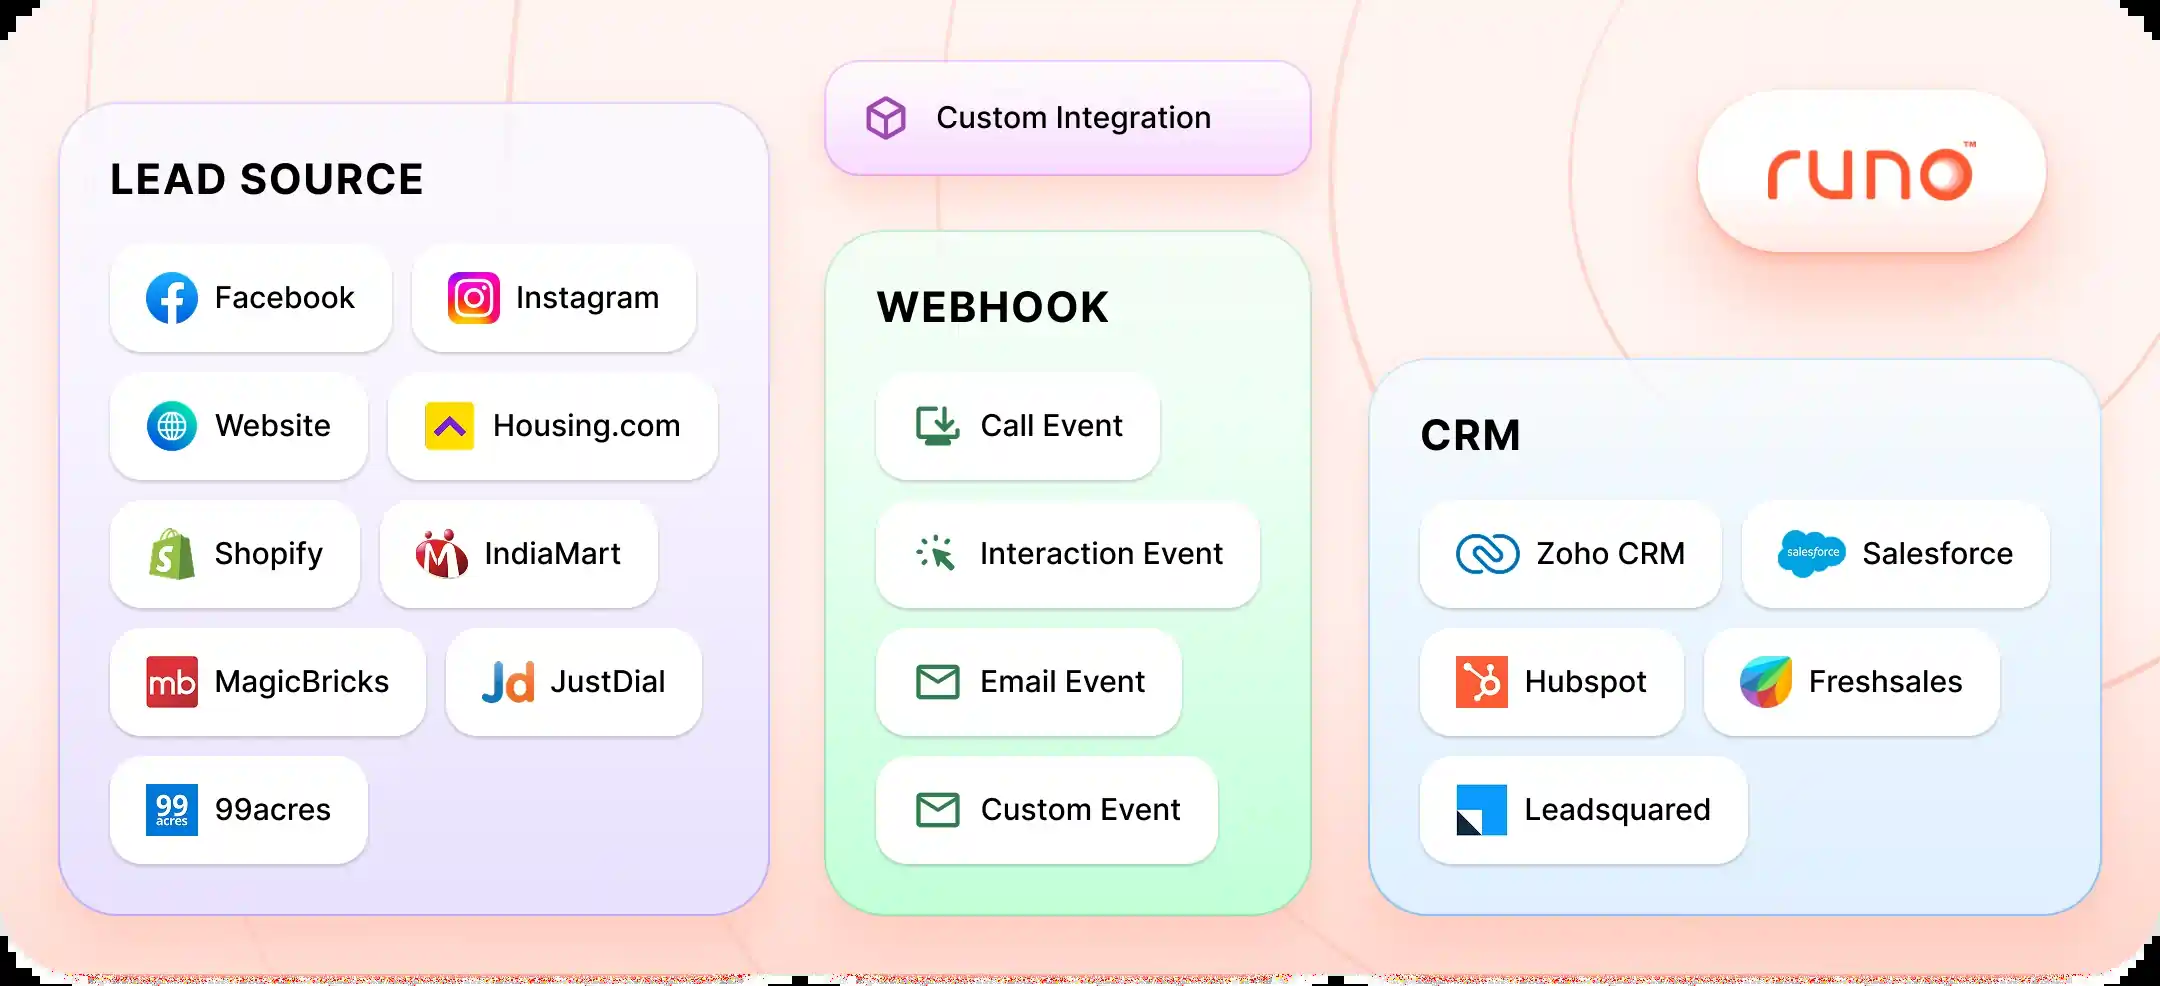 LEAD SOURCE
Facebook
Instagram
Website
Housing.com
Shopify
M IndiaMart
mb MagicBricks
Jd JustDial
99 acres 99acres
Custom Integration
WEBHOOK
Call Event
Interaction Event
Email Event
Custom Event
runo™
CRM
Zoho CRM
salesforce Salesforce
Hubspot
Freshsales
Leadsquared